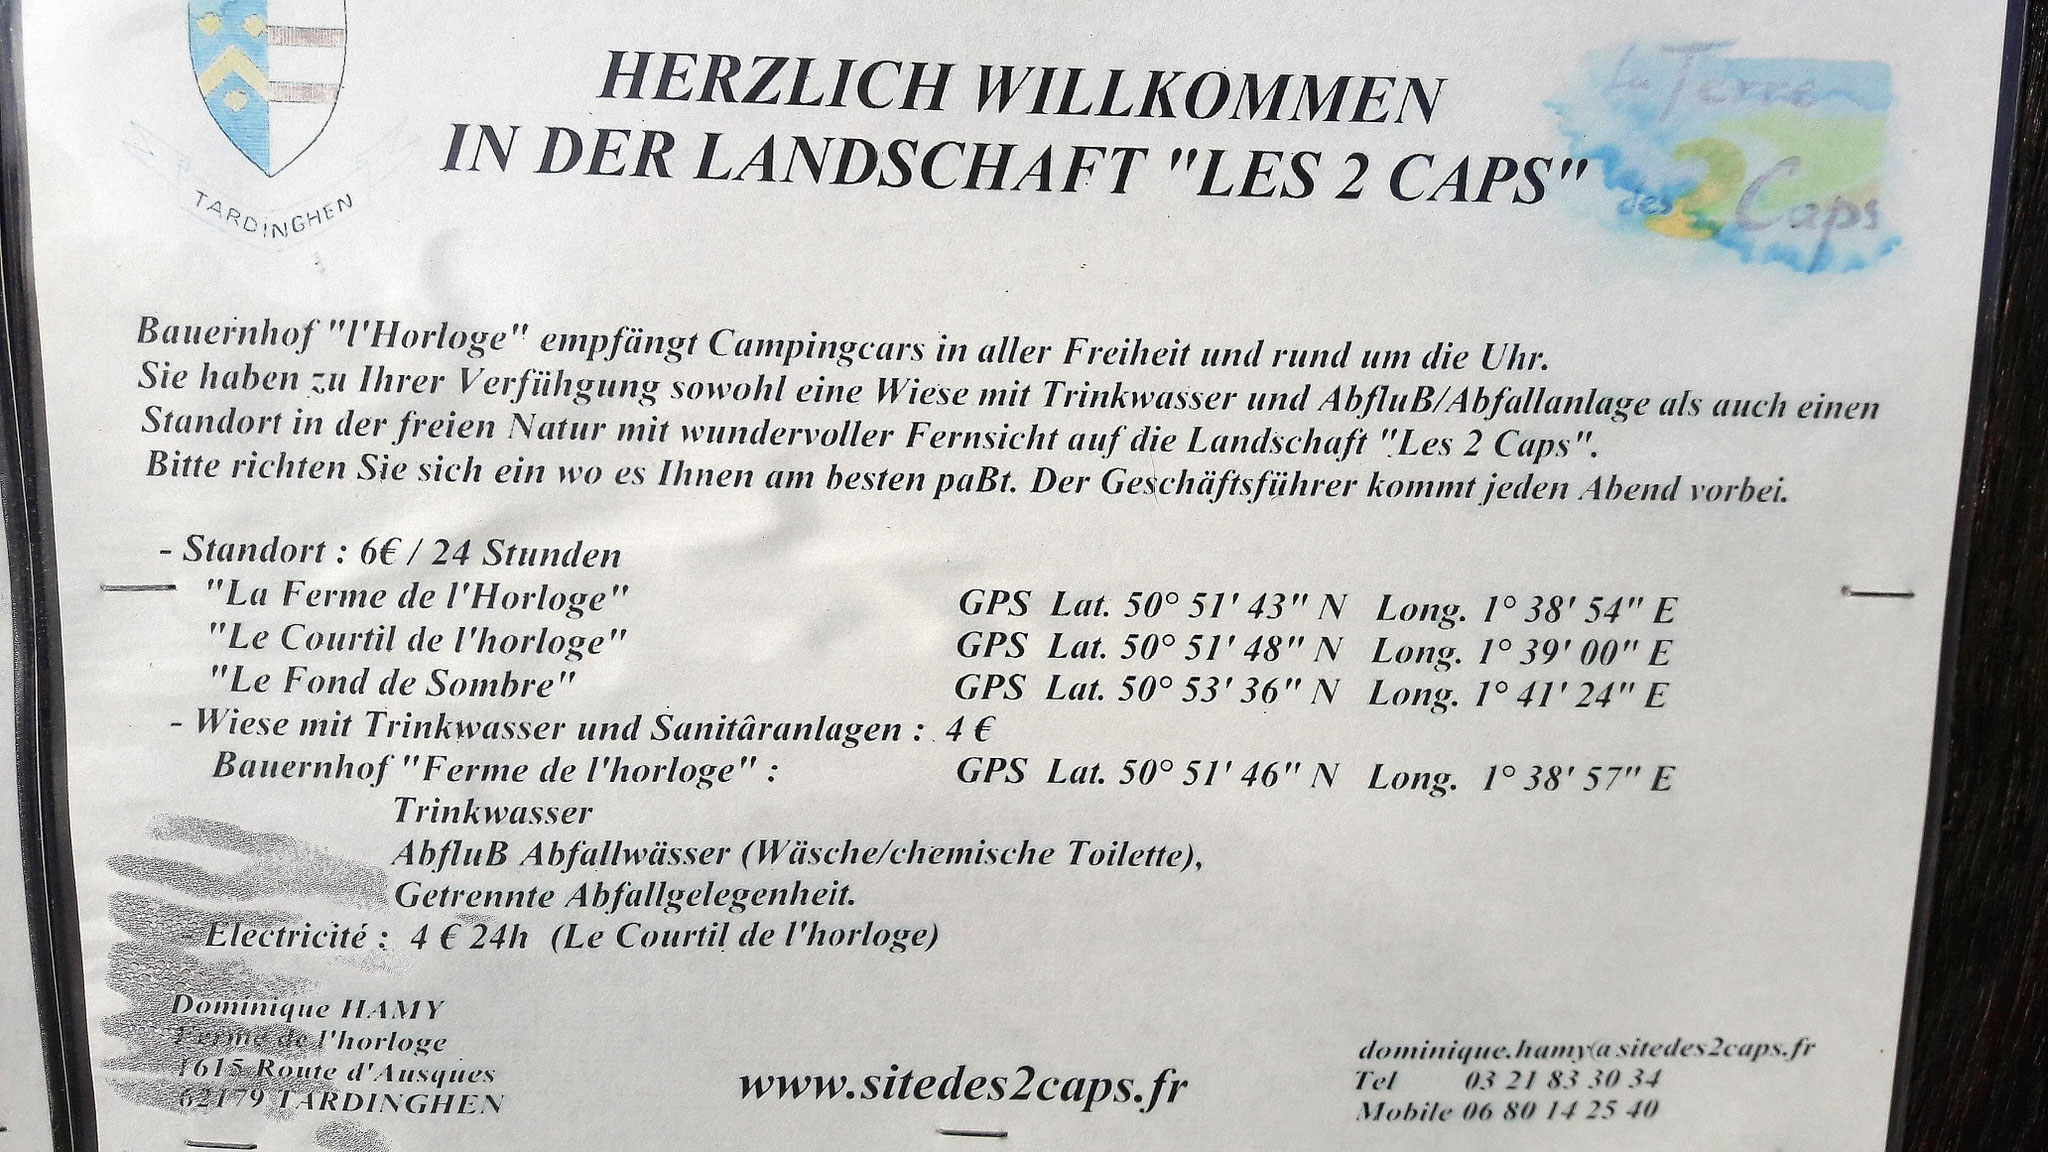 HERZLICH WILLKOMMEN
IN DER LANDSCHAFT "LES 2 CAPS"
La Terre
des 2 Caps
TARDINGHEN
Bauernhof "l'Horloge" empfängt Campingcars in aller Freiheit und rund um die Uhr.
Sie haben zu Ihrer Verfühgung sowohl eine Wiese mit Trinkwasser und AbfluB/Abfallanlage als auch einen
Standort in der freien Natur mit wundervoller Fernsicht auf die Landschaft "Les 2 Caps".
Bitte richten Sie sich ein wo es Ihnen am besten paBt. Der Geschäftsführer kommt jeden Abend vorbei.
- Standort : 6€ / 24 Stunden
"La Ferme de l'Horloge" GPS Lat. 50° 51' 43" N Long. 1° 38' 54" E
"Le Courtil de l'horloge" GPS Lat. 50° 51' 48" N Long. 1° 39' 00" E
"Le Fond de Sombre" GPS Lat. 50° 53' 36" N Long. 1° 41' 24" E
- Wiese mit Trinkwasser und Sanitâranlagen : 4 €
Bauernhof "Ferme de l'horloge" : GPS Lat. 50° 51' 46" N Long. 1° 38' 57" E
Trinkwasser
AbfluB Abfallwässer (Wäsche/chemische Toilette),
Getrennte Abfallgelegenheit.
- Electricité : 4 € 24h (Le Courtil de l'horloge)
Dominique HAMY
Ferme de l'horloge
1615 Route d'Ausques
62179 TARDINGHEN
www.sitedes2caps.fr
dominique.hamy@sitedes2caps.fr
Tel 03 21 83 30 34
Mobile 06 80 14 25 40